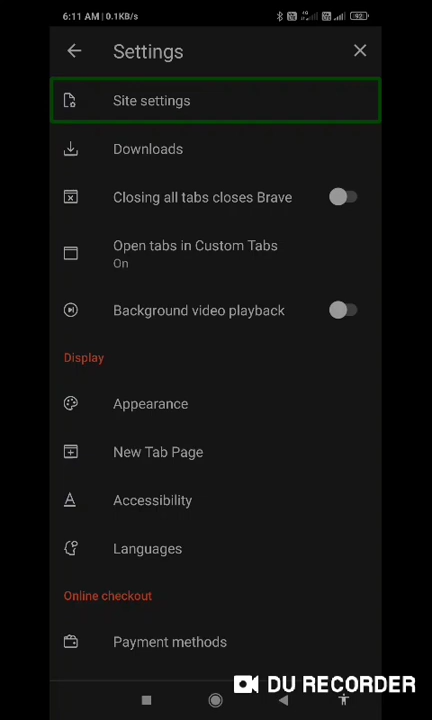 6:11 AM | 0.1KB/s
92
Settings
Site settings
Downloads
Closing all tabs closes Brave
Open tabs in Custom Tabs
On
Background video playback
Display
Appearance
New Tab Page
Accessibility
Languages
Online checkout
Payment methods
DU RECORDER